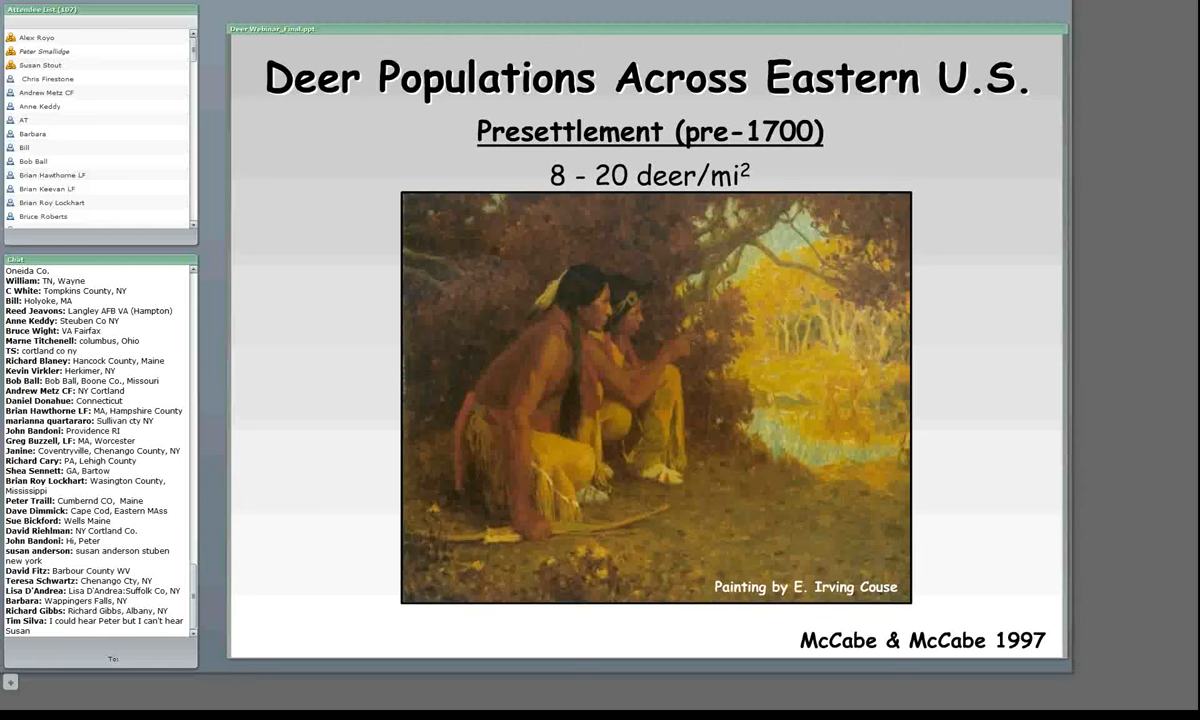 Attendee List (107)
Alex Royo
Peter Smallidge
Susan Stout
Chris Firestone
Andrew Metz CF
Anne Keddy
AT
Barbara
Bill
Bob Ball
Brian Hawthorne LF
Brian Keevan LF
Brian Roy Lockhart
Bruce Roberts
Chat
Oneida Co.
William: TN, Wayne
C White: Tompkins County, NY
Bill: Holyoke, MA
Reed Jeavons: Langley AFB VA (Hampton)
Anne Keddy: Steuben Co NY
Bruce Wight: VA Fairfax
Marne Titchenell: columbus, Ohio
TS: cortland co ny
Richard Blaney: Hancock County, Maine
Kevin Virkler: Herkimer, NY
Bob Ball: Bob Ball, Boone Co., Missouri
Andrew Metz CF: NY Cortland
Daniel Donahue: Connecticut
Brian Hawthorne LF: MA, Hampshire County
marianna quartararo: Sullivan cty NY
John Bandoni: Providence RI
Greg Buzzell, LF: MA, Worcester
Janine: Coventryville, Chenango County, NY
Richard Cary: PA, Lehigh County
Shea Sennett: GA, Bartow
Brian Roy Lockhart: Wasington County,
Mississippi
Peter Traill: Cumbernd CO, Maine
Dave Dimmick: Cape Cod, Eastern MAss
Sue Bickford: Wells Maine
David Riehlman: NY Cortland Co.
John Bandoni: Hi, Peter
susan anderson: susan anderson stuben
new york
David Fitz: Barbour County WV
Teresa Schwartz: Chenango Cty, NY
Lisa D'Andrea: Lisa D'Andrea:Suffolk Co, NY
Barbara: Wappingers Falls, NY
Richard Gibbs: Richard Gibbs, Albany, NY
Tim Silva: I could hear Peter but I can't hear
Susan
To:
Deer Webinar_Final.ppt
Deer Populations Across Eastern U.S.
Presettlement (pre-1700)
8 - 20 deer/mi²
Painting by E. Irving Couse
McCabe & McCabe 1997